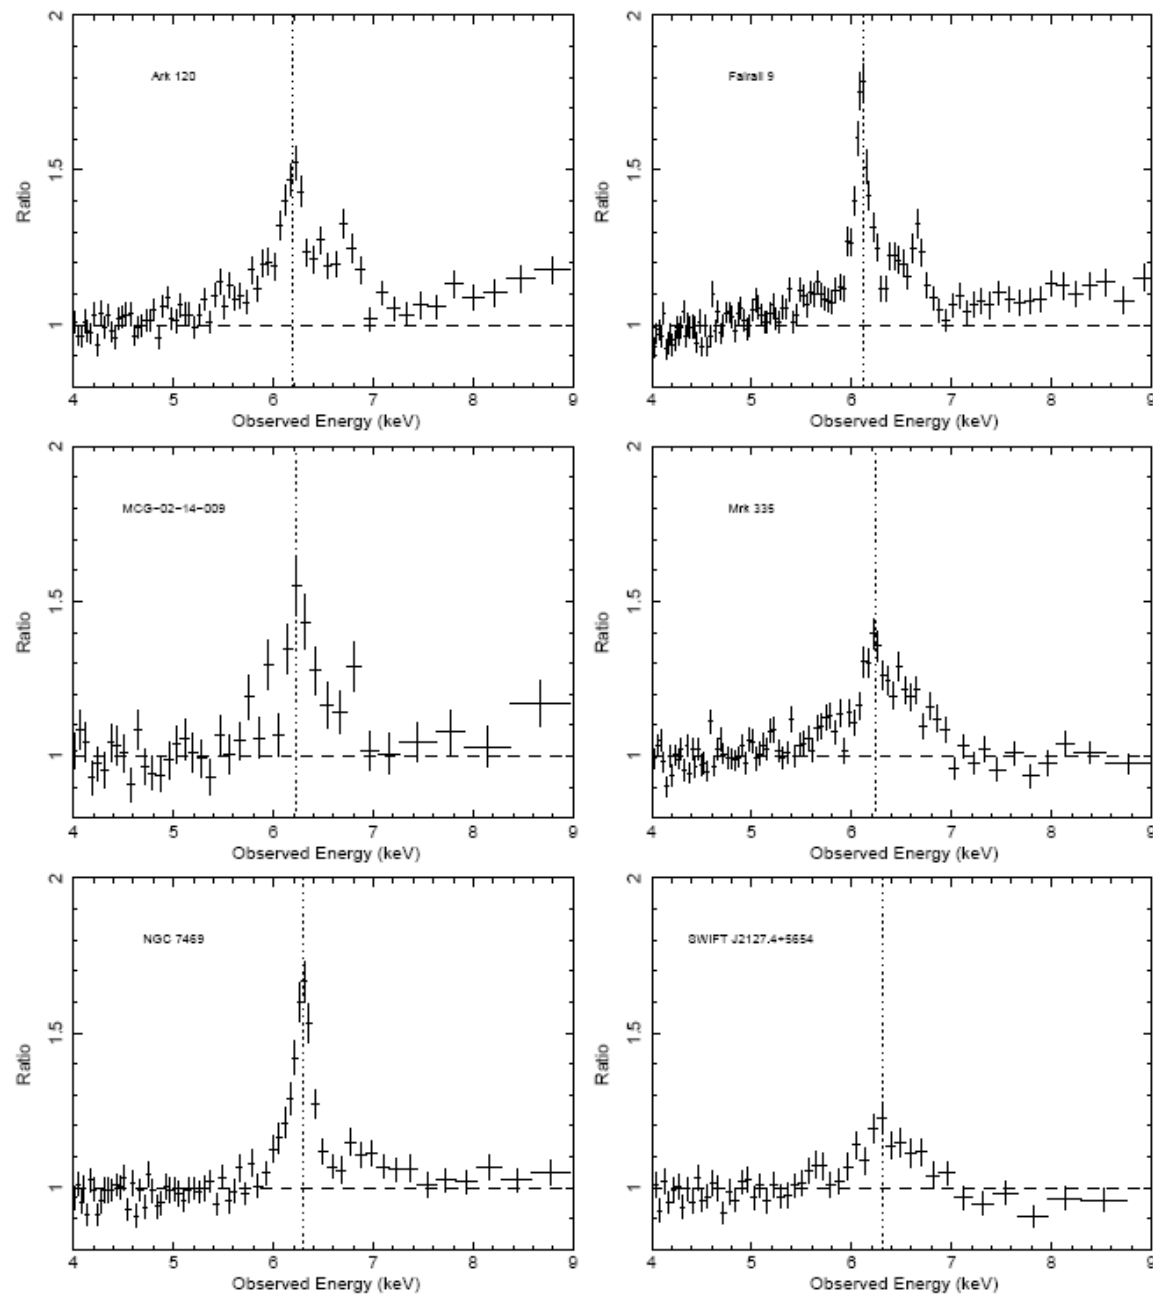 2
Ark 120
1.5
Ratio
1
4 5 6 7 8 9
Observed Energy (keV)
2
Fairall 9
1.5
Ratio
1
4 5 6 7 8 9
Observed Energy (keV)
2
MCG-02-14-009
1.5
Ratio
1
4 5 6 7 8 9
Observed Energy (keV)
2
Mrk 335
1.5
Ratio
1
4 5 6 7 8 9
Observed Energy (keV)
2
NGC 7469
1.5
Ratio
1
4 5 6 7 8 9
Observed Energy (keV)
2
SWIFT J2127.4+5654
1.5
Ratio
1
4 5 6 7 8 9
Observed Energy (keV)